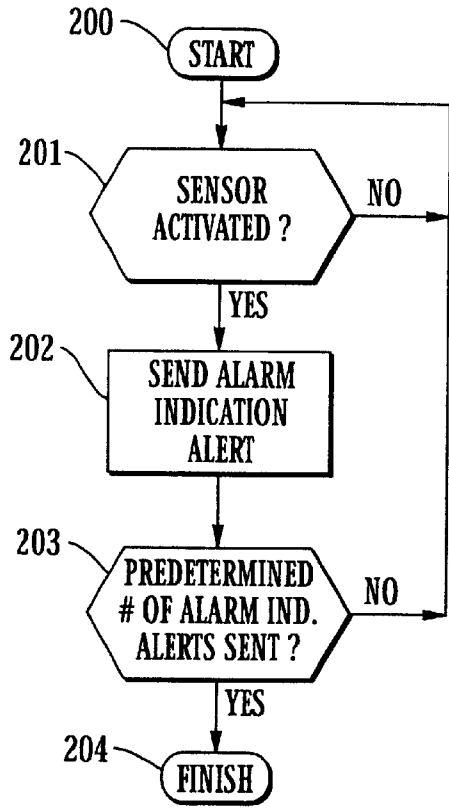 200
START
201
SENSOR
ACTIVATED ?
NO
YES
202
SEND ALARM
INDICATION
ALERT
203
PREDETERMINED
# OF ALARM IND.
ALERTS SENT ?
NO
YES
204
FINISH